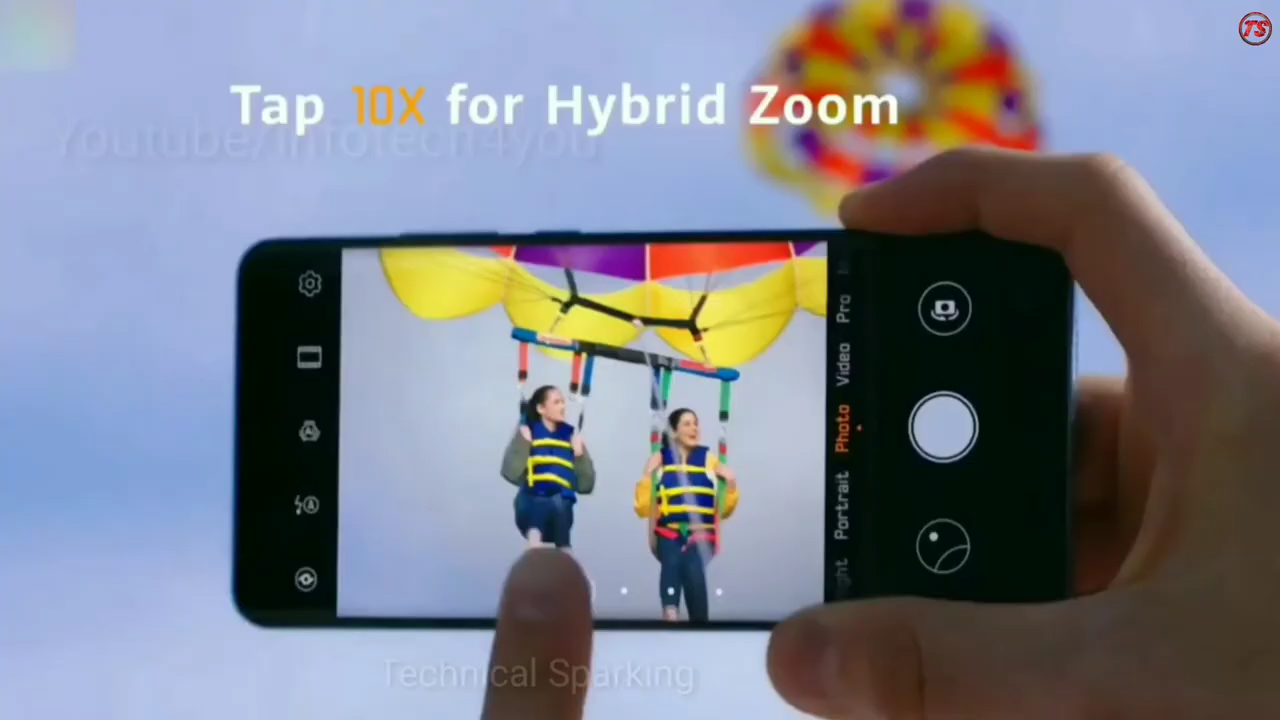 TS
Tap 10X for Hybrid Zoom
Youtube/Infotech4you
Pro
Video
Photo
Portrait
Technical Sparking